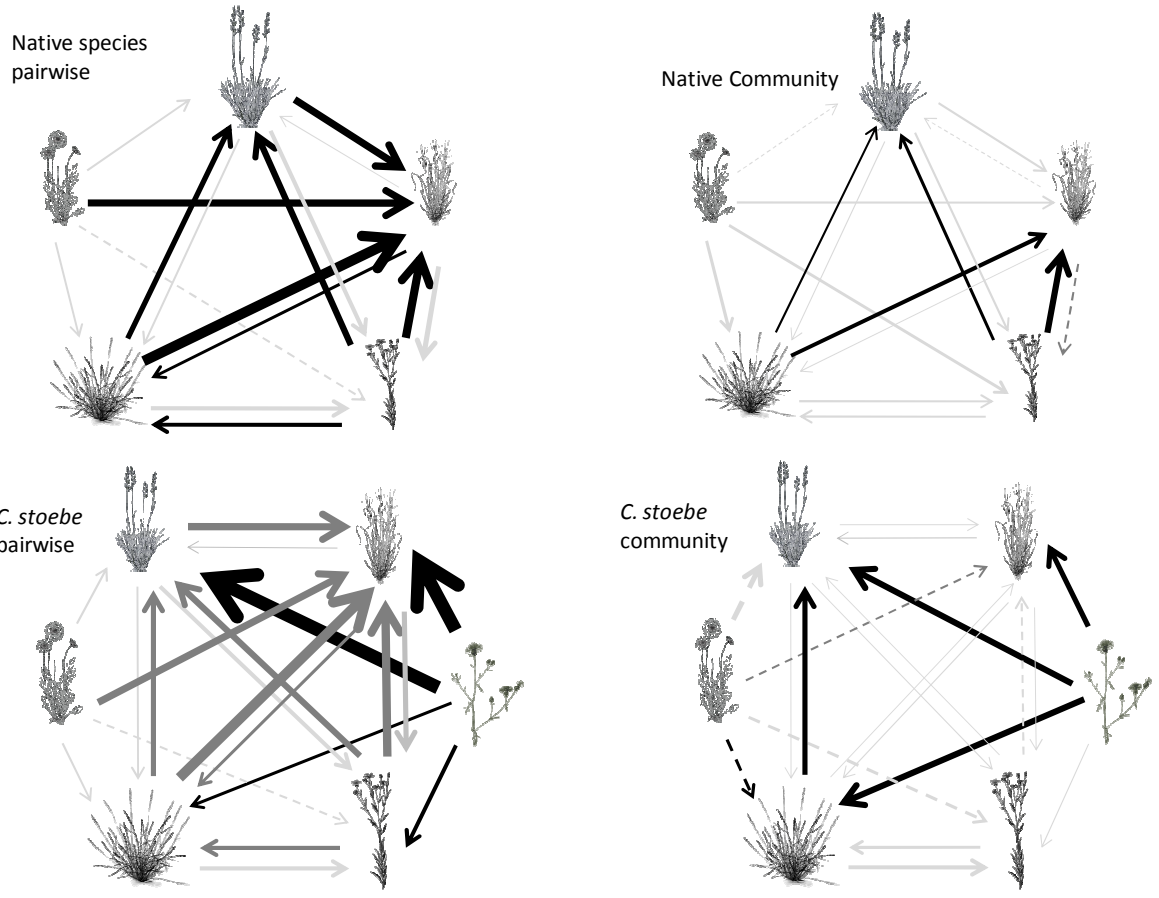 Native species
pairwise
Native Community
C. stoebe
pairwise
C. stoebe
community